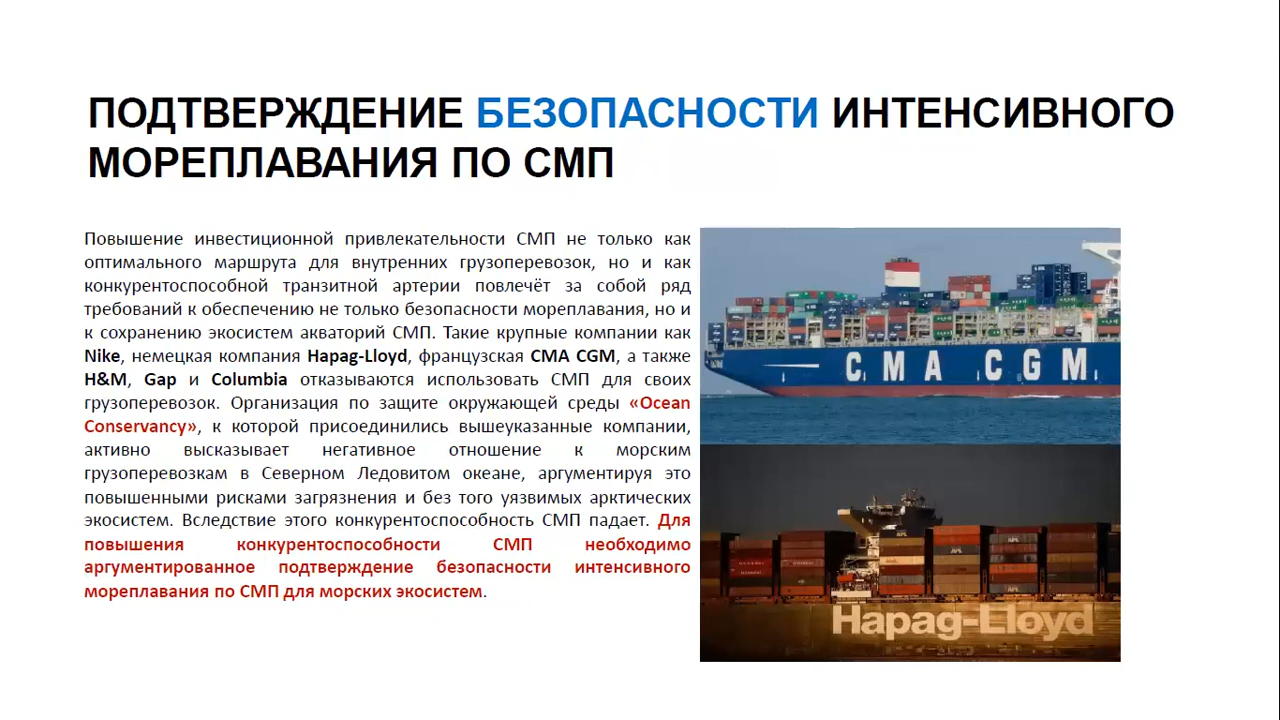 ПОДТВЕРЖДЕНИЕ БЕЗОПАСНОСТИ ИНТЕНСИВНОГО
МОРЕПЛАВАНИЯ ПО СМП
Повышение инвестиционной привлекательности СМП не только как
оптимального маршрута для внутренних грузоперевозок, но и как
конкурентоспособной транзитной артерии повлечёт за собой ряд
требований к обеспечению не только безопасности мореплавания, но и
к сохранению экосистем акваторий СМП. Такие крупные компании как
Nike, немецкая компания Hapag-Lloyd, французская CMA CGM, а также
H&M, Gap и Columbia отказываются использовать СМП для своих
грузоперевозок. Организация по защите окружающей среды «Ocean
Conservancy», к которой присоединились вышеуказанные компании,
активно высказывает негативное отношение к морским
грузоперевозкам в Северном Ледовитом океане, аргументируя это
повышенными рисками загрязнения и без того уязвимых арктических
экосистем. Вследствие этого конкурентоспособность СМП падает. Для
повышения конкурентоспособности СМП необходимо
аргументированное подтверждение безопасности интенсивного
мореплавания по СМП для морских экосистем.
CMA CGM
APL
APL
APL
Hapag-Lloyd